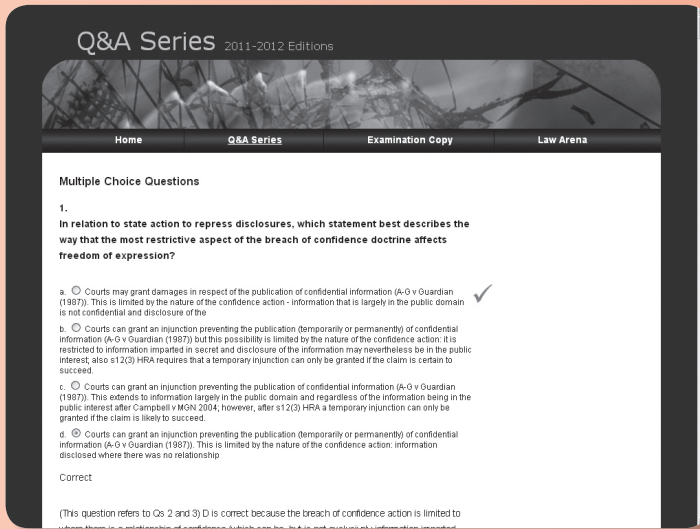 Q&A Series 2011-2012 Editions
Home Q&A Series Examination Copy Law Arena
Multiple Choice Questions
1.
In relation to state action to repress disclosures, which statement best describes the
way that the most restrictive aspect of the breach of confidence doctrine affects
freedom of expression?
a. Courts may grant damages in respect of the publication of confidential information (A-G v Guardian
(1987)). This is limited by the nature of the confidence action - information that is largely in the public domain
is not confidential and disclosure of the
b. Courts can grant an injunction preventing the publication (temporarily or permanently) of confidential
information (A-G v Guardian (1987)) but this possibility is limited by the nature of the confidence action: it is
restricted to information imparted in secret and disclosure of the information may nevertheless be in the public
interest; also s12(3) HRA requires that a temporary injunction can only be granted if the claim is certain to
succeed.
c. Courts can grant an injunction preventing the publication of confidential information (A-G v Guardian
(1987)). This extends to information largely in the public domain and regardless of the information being in the
public interest after Campbell v MGN 2004; however, after s12(3) HRA a temporary injunction can only be
granted if the claim is likely to succeed.
d. Courts can grant an injunction preventing the publication (temporarily or permanently) of confidential
information (A-G v Guardian (1987)). This is limited by the nature of the confidence action: information
disclosed where there was no relationship
Correct
(This question refers to Qs 2 and 3) D is correct because the breach of confidence action is limited to